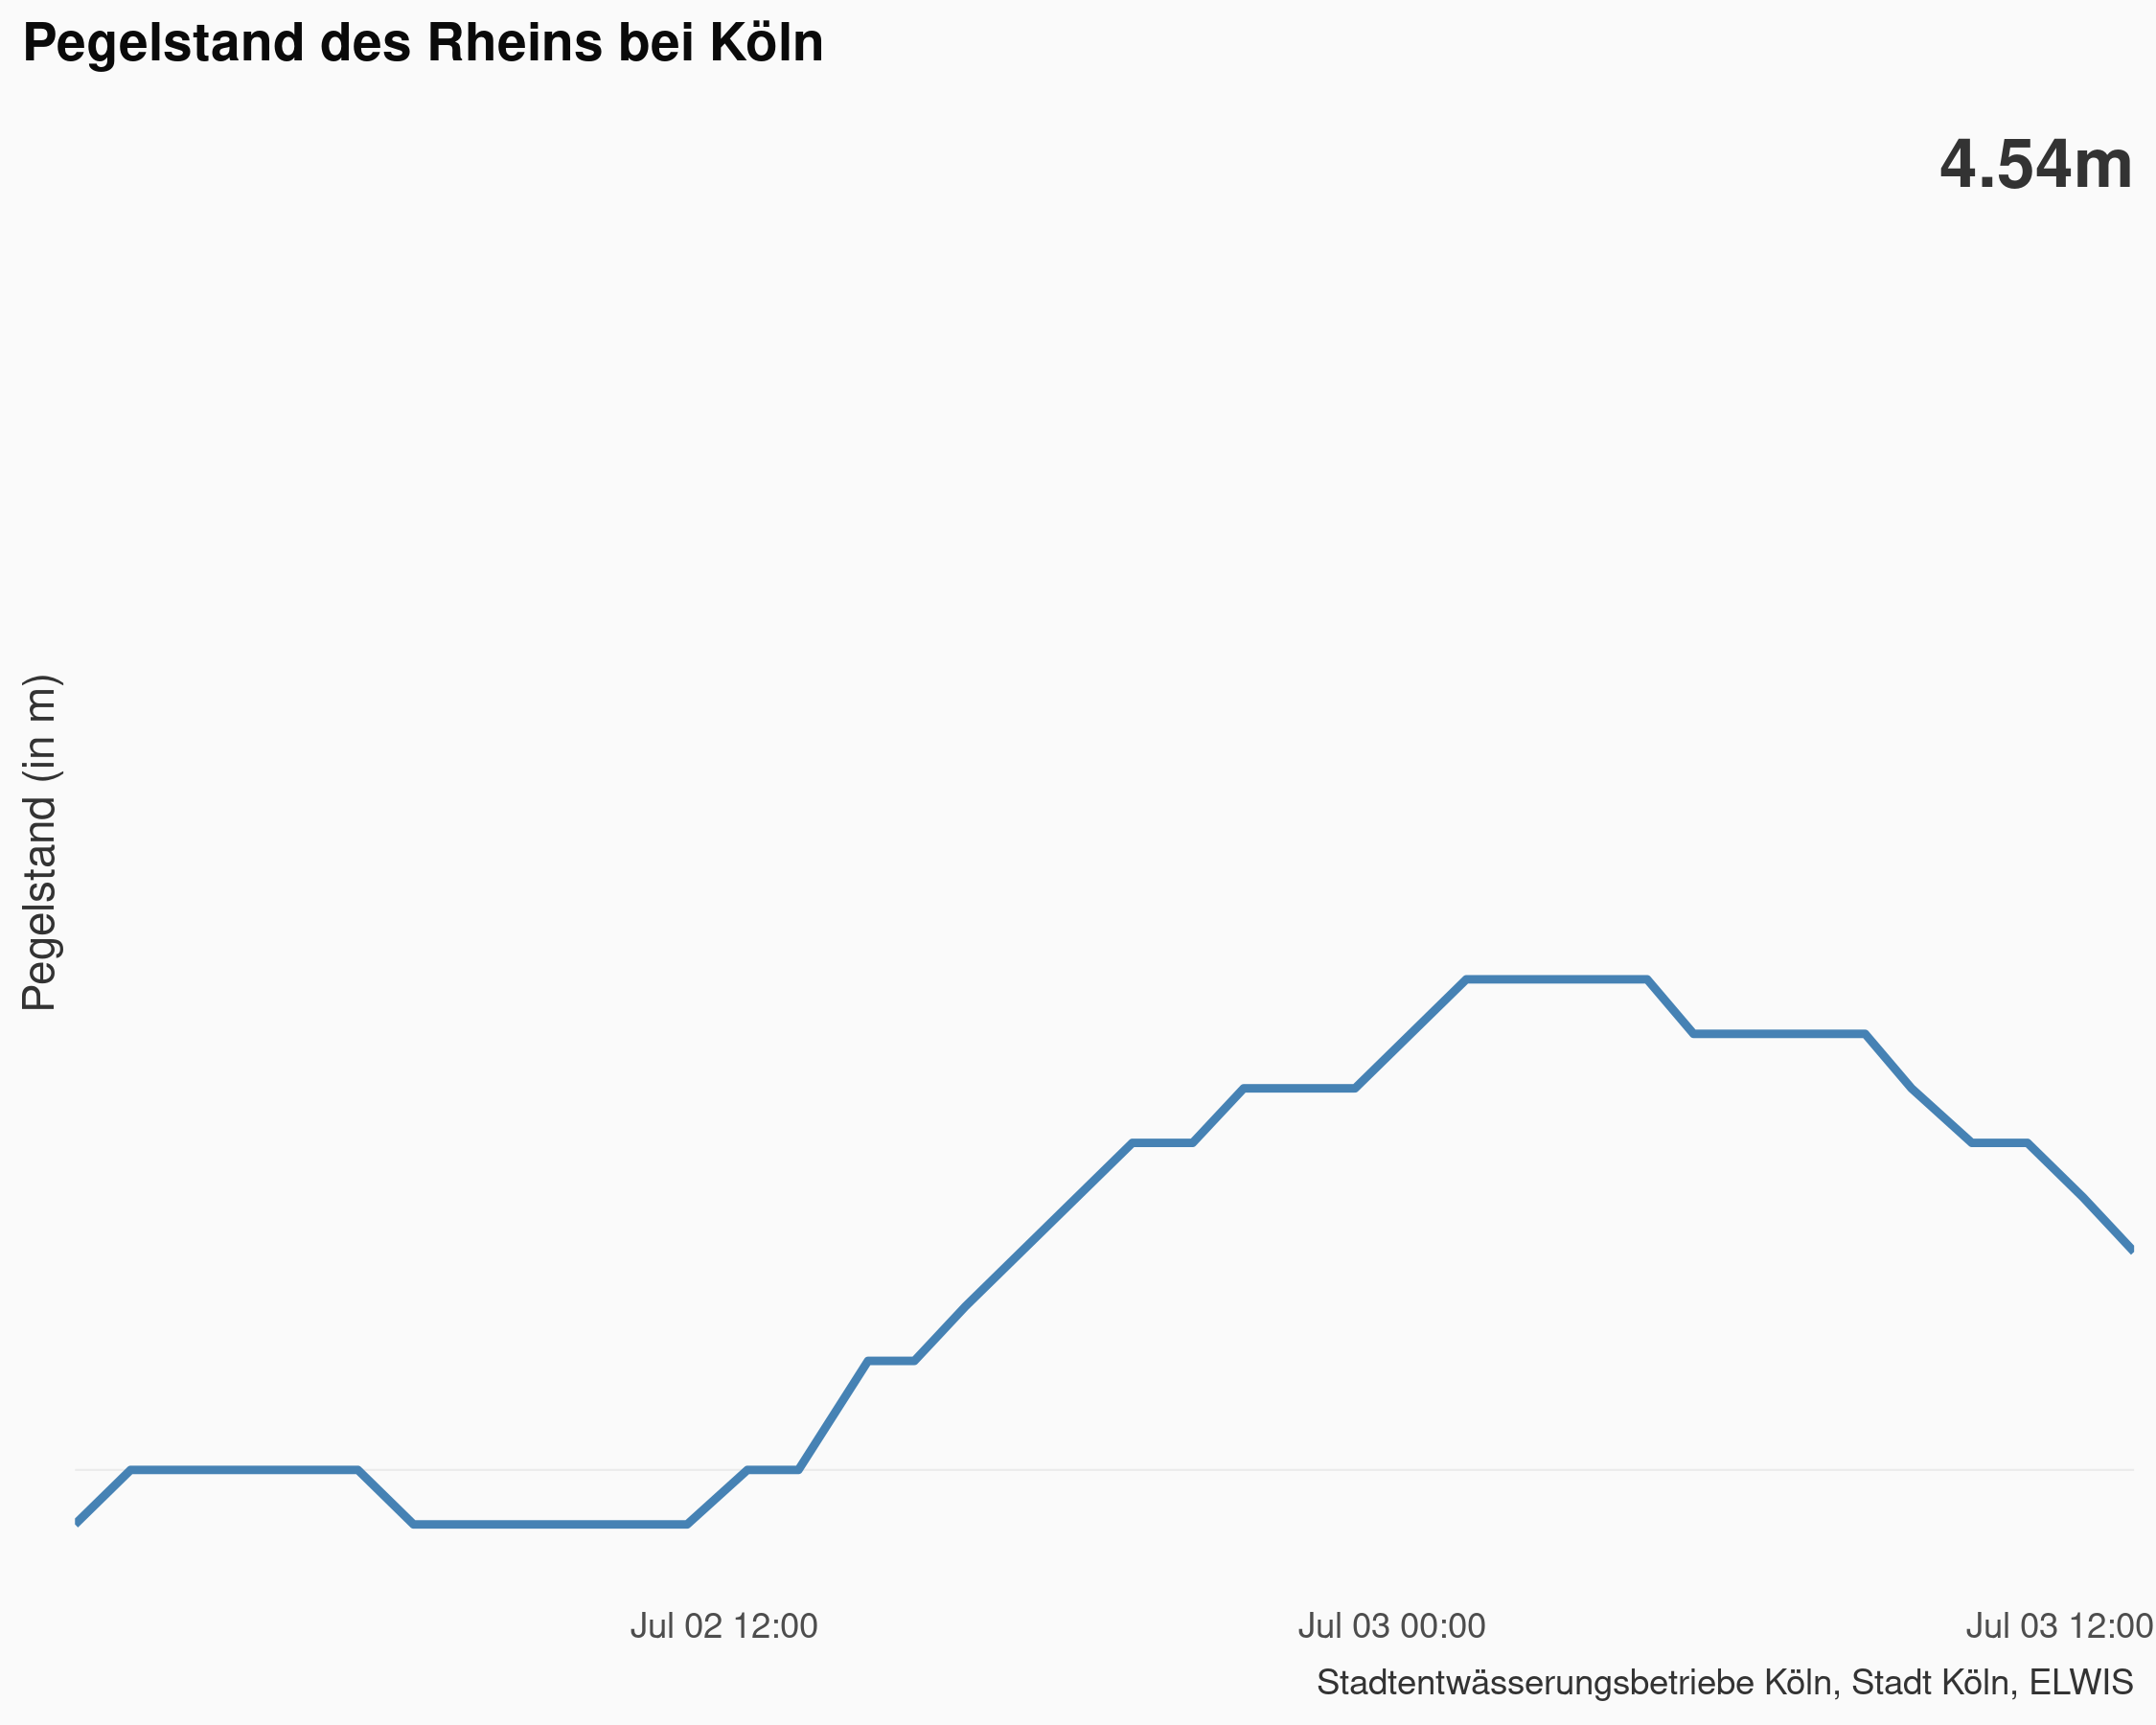 Pegelstand des Rheins bei Köln
4.54m
Pegelstand (in m)
Jul 02 12:00
Jul 03 00:00
Jul 03 12:00
Stadtentwässerungsbetriebe Köln, Stadt Köln, ELWIS